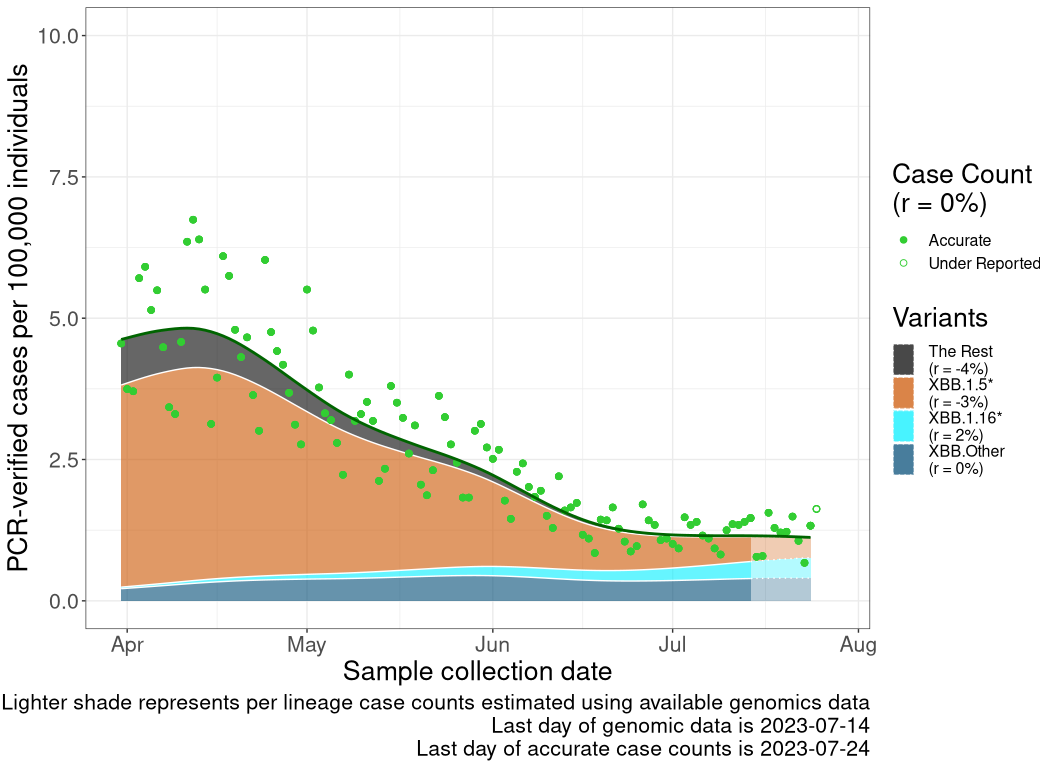 10.0
7.5
5.0
2.5
0.0
PCR-verified cases per 100,000 individuals
Apr May Jun Jul Aug
Sample collection date
Case Count
(r = 0%)
Accurate
Under Reported
Variants
The Rest
(r = -4%)
XBB.1.5*
(r = -3%)
XBB.1.16*
(r = 2%)
XBB.Other
(r = 0%)
Lighter shade represents per lineage case counts estimated using available genomics data
Last day of genomic data is 2023-07-14
Last day of accurate case counts is 2023-07-24